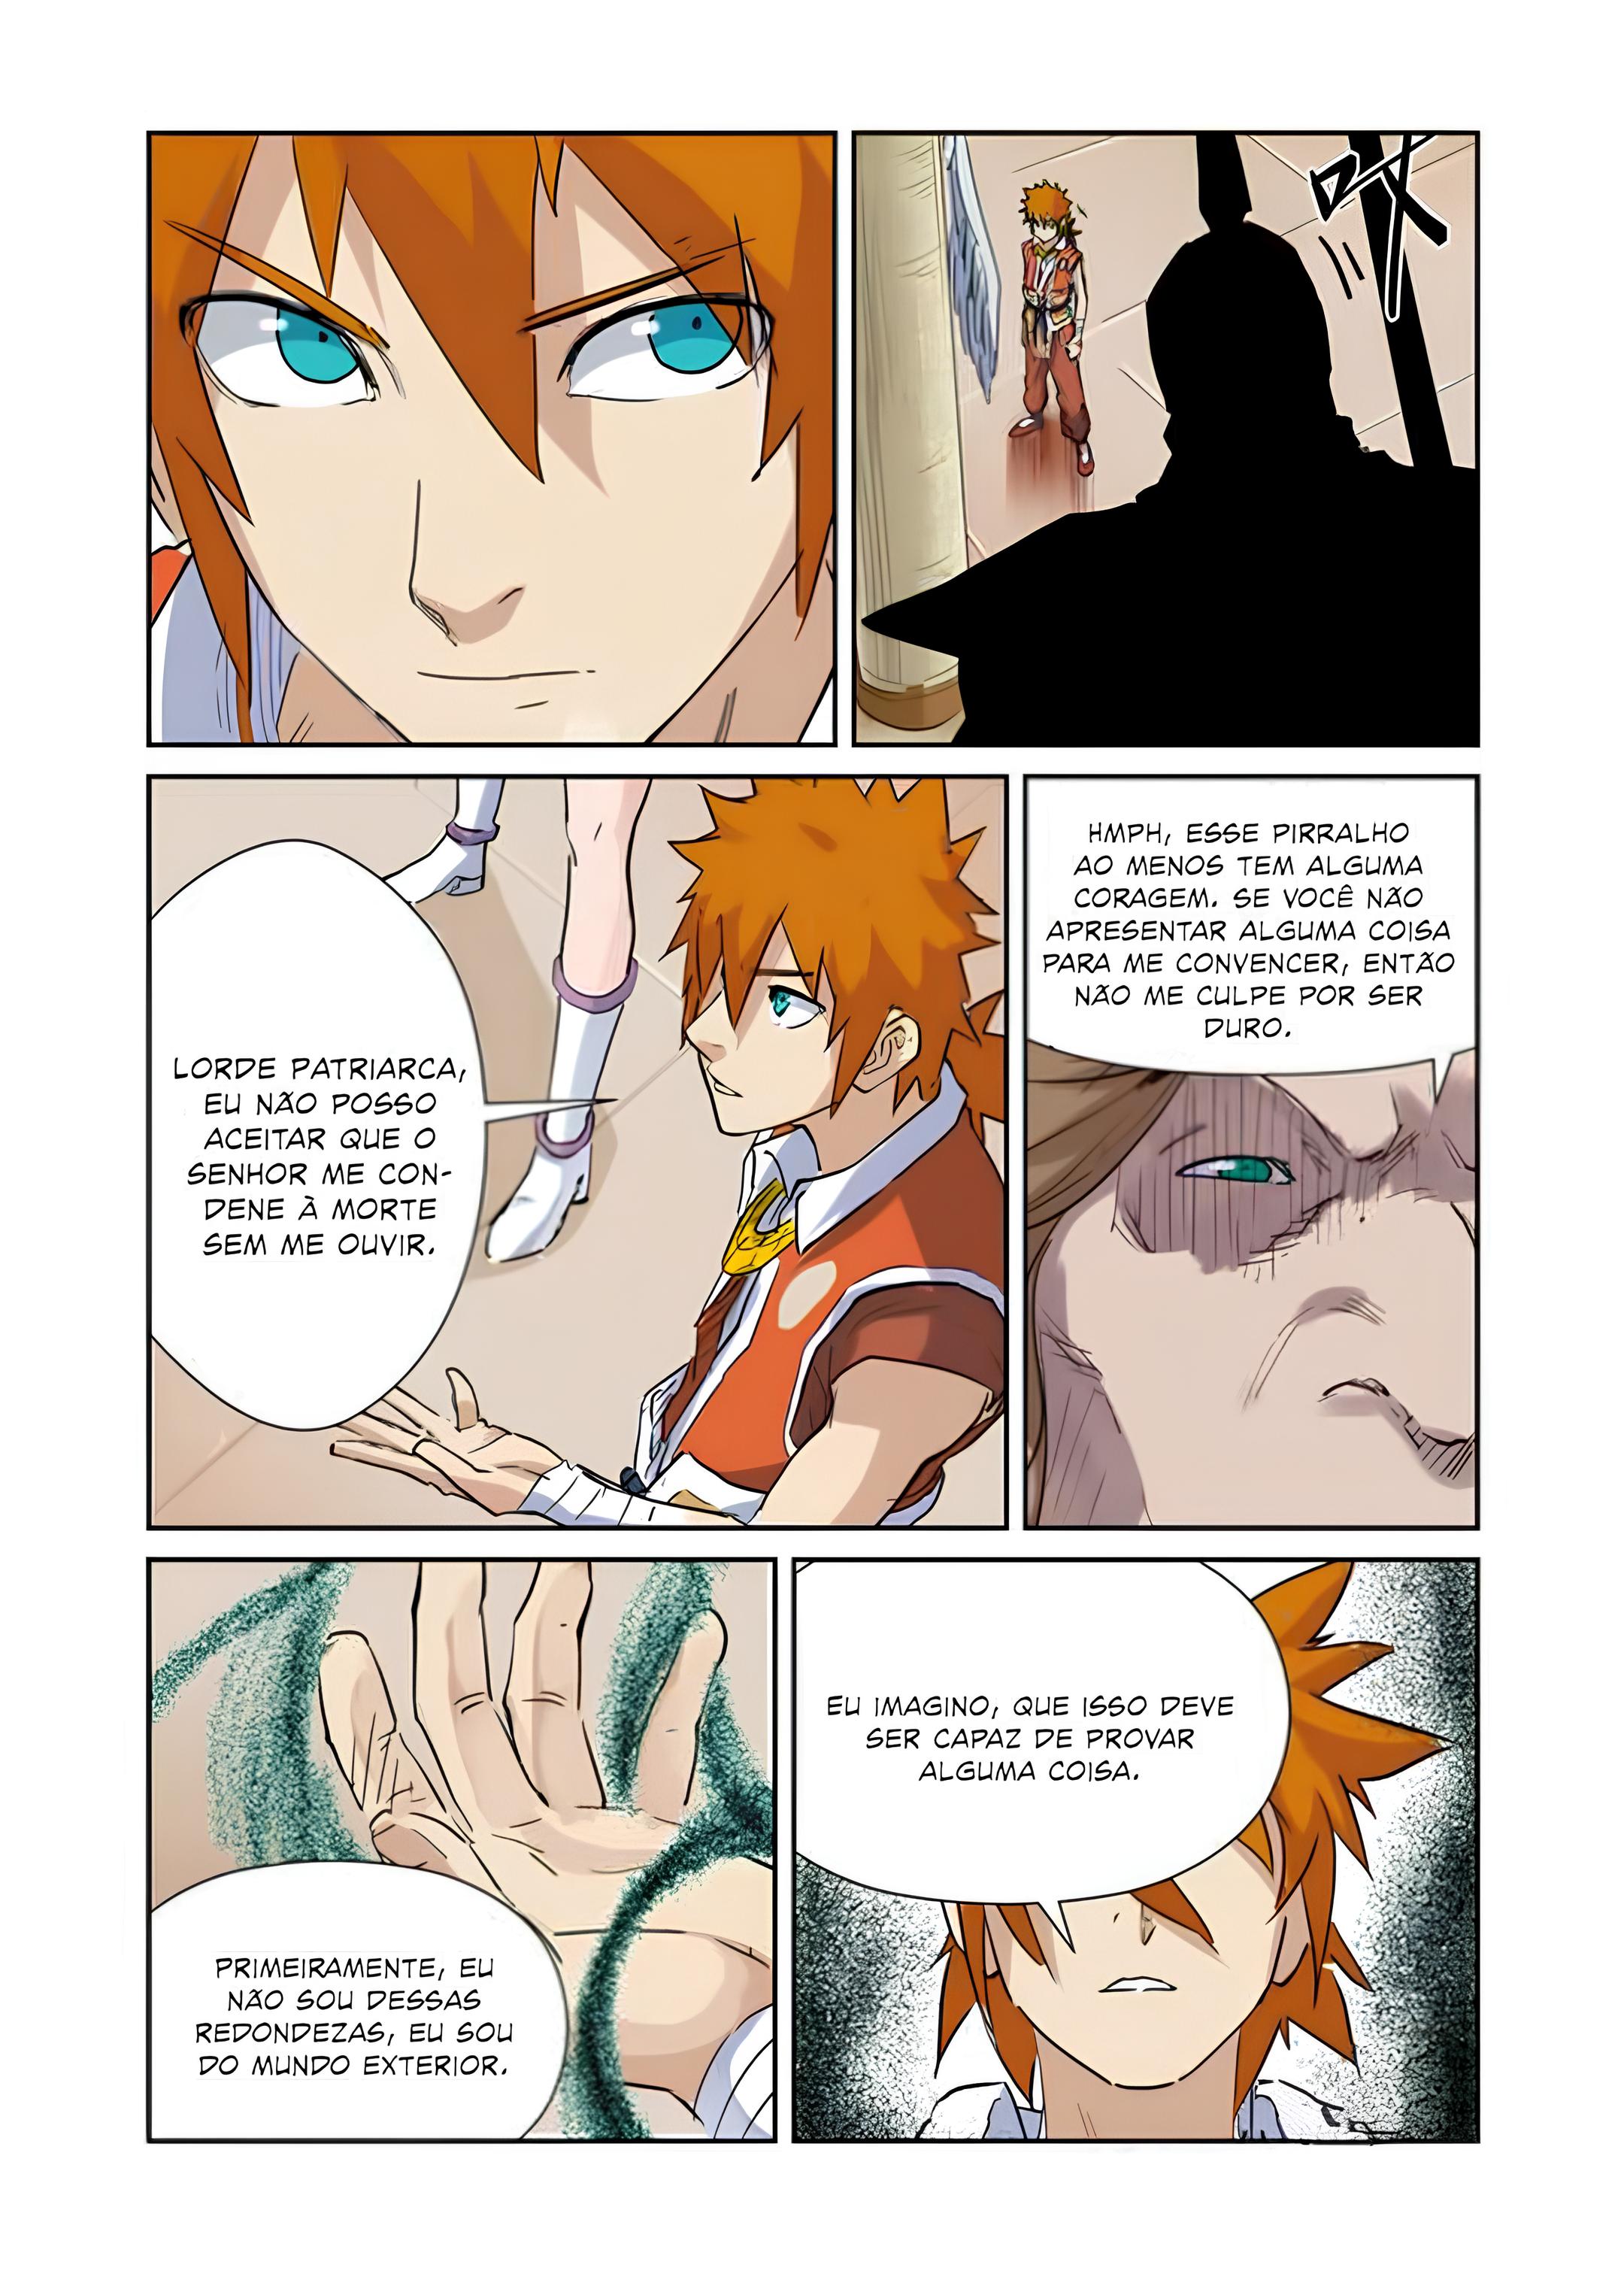 LORDE PATRIARCA,
EU NÃO POSSO
ACEITAR QUE O
SENHOR ME CON-
DENE À MORTE
SEM ME OUVIR.
HMPH, ESSE PIRRALHO
AO MENOS TEM ALGUMA
CORAGEM. SE VOCÊ NÃO
APRESENTAR ALGUMA COISA
PARA ME CONVENCER, ENTÃO
NÃO ME CULPE POR SER
DURO.
PRIMEIRAMENTE, EU
NÃO SOU DESSAS
REDONDEZAS, EU SOU
DO MUNDO EXTERIOR.
EU IMAGINO, QUE ISSO DEVE
SER CAPAZ DE PROVAR
ALGUMA COISA.